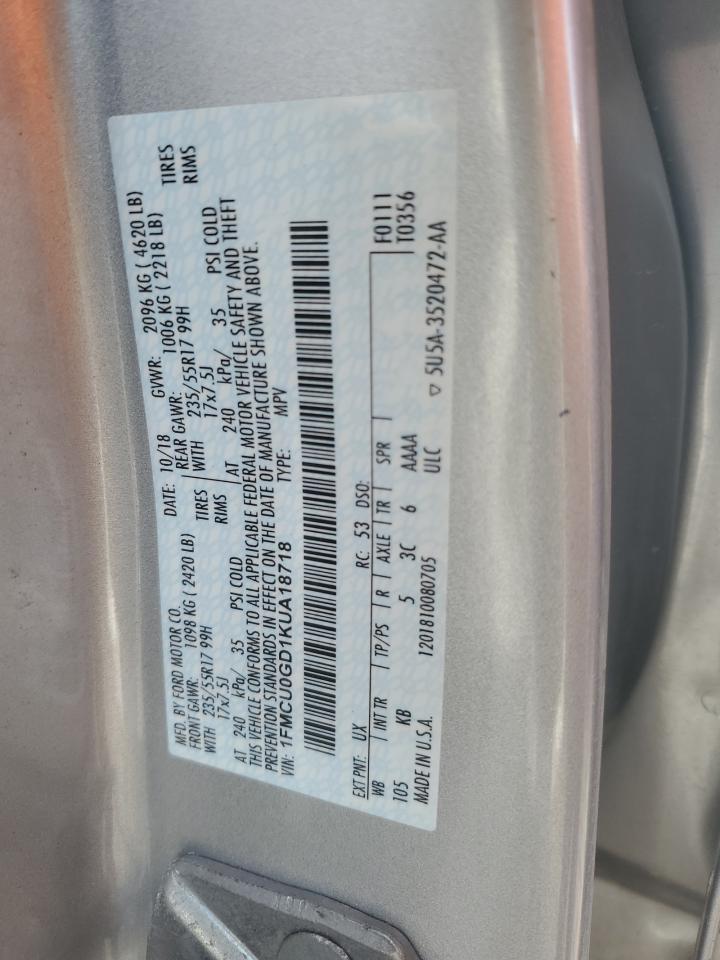 MFD. BY FORD MOTOR CO. DATE: 10/18 GVWR: 2096 KG ( 4620 LB)
FRONT GAWR: 1098 KG (2420 LB) REAR GAWR: 1006 KG ( 2218 LB)
WITH 235/55R17 99H TIRES WITH 235/55R17 99H TIRES
17x7.5J RIMS 17x7.5J RIMS
AT 240 kPa/ 35 PSI COLD AT 240 kPa/ 35 PSI COLD
THIS VEHICLE CONFORMS TO ALL APPLICABLE FEDERAL MOTOR VEHICLE SAFETY AND THEFT
PREVENTION STANDARDS IN EFFECT ON THE DATE OF MANUFACTURE SHOWN ABOVE.
VIN: 1FMCU0GD1KUA18718 TYPE: MPV
EXT PNT: UX RC: 53 DSO: F0111
WB INT TR TP/PS R AXLE TR SPR T0356
105 KB 5 3C 6 AAAA
MADE IN U.S.A. 1201810080705 ULC ▽ 5U5A-3520472-AA